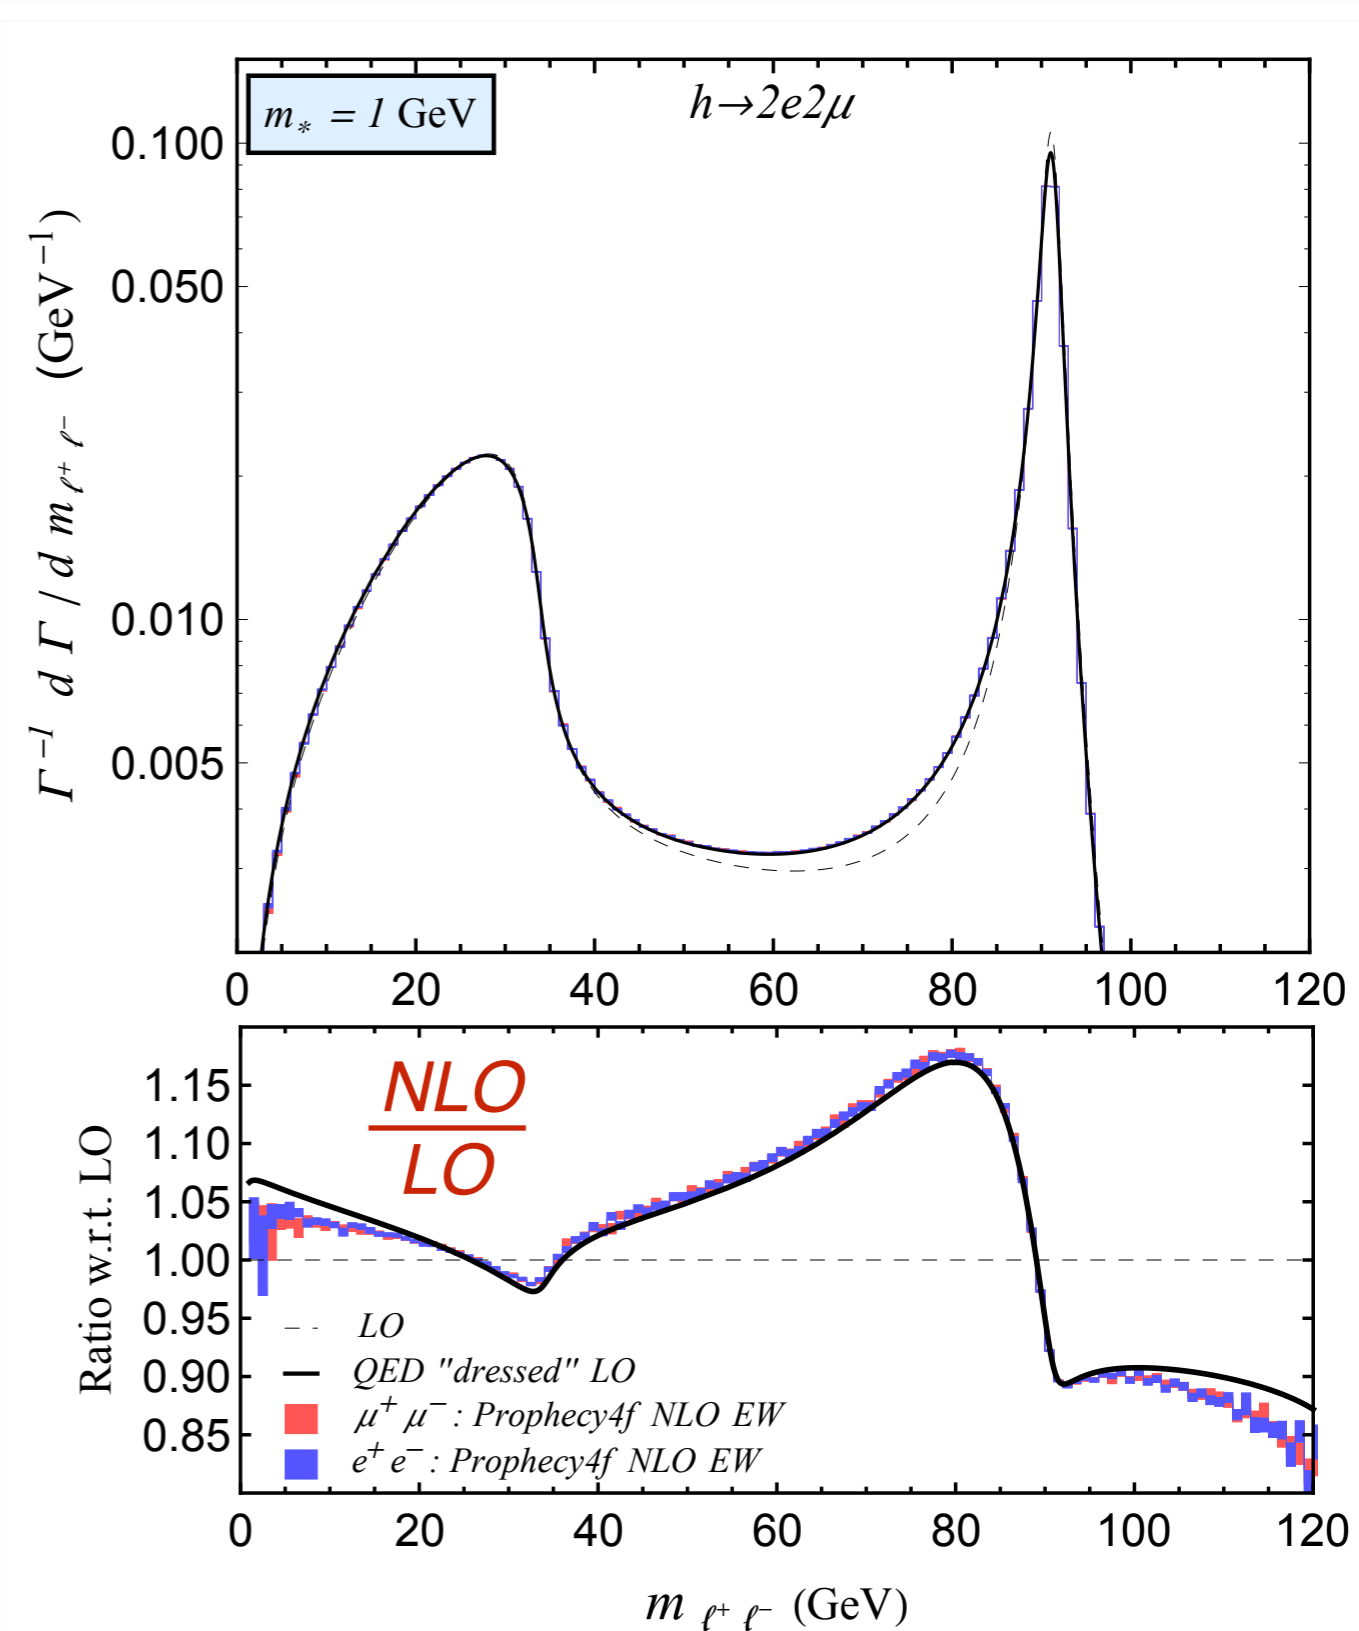 m* = 1 GeV
h→2e2μ
Γ⁻¹ d Γ / d m ℓ⁺ ℓ⁻ (GeV⁻¹)
0.100
0.050
0.010
0.005
0 20 40 60 80 100 120
NLO
LO
Ratio w.r.t. LO
1.15
1.10
1.05
1.00
0.95
0.90
0.85
LO
QED "dressed" LO
μ⁺ μ⁻ : Prophecy4f NLO EW
e⁺ e⁻ : Prophecy4f NLO EW
0 20 40 60 80 100 120
m ℓ⁺ ℓ⁻ (GeV)